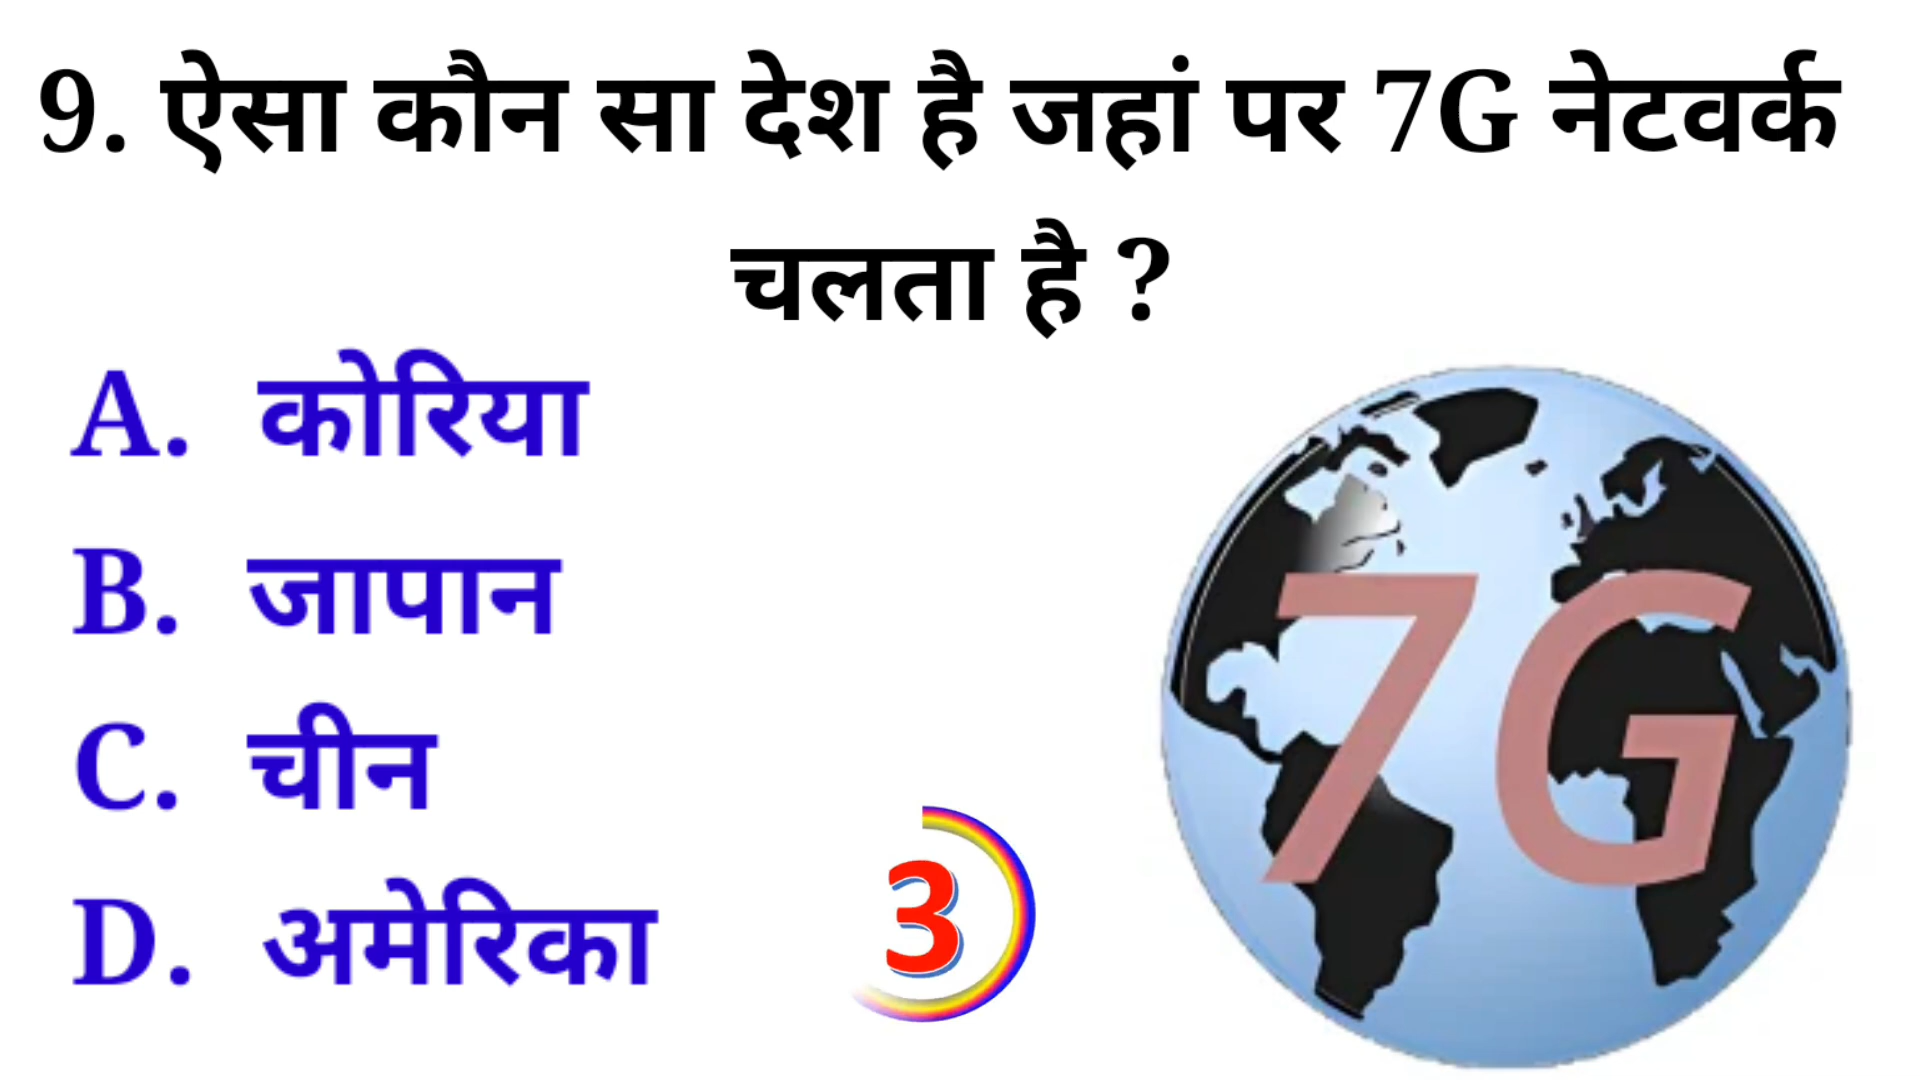 9. ऐसा कौन सा देश है जहां पर 7G नेटवर्क
चलता है ?
A. कोरिया
B. जापान
C. चीन
D. अमेरिका
3
7G